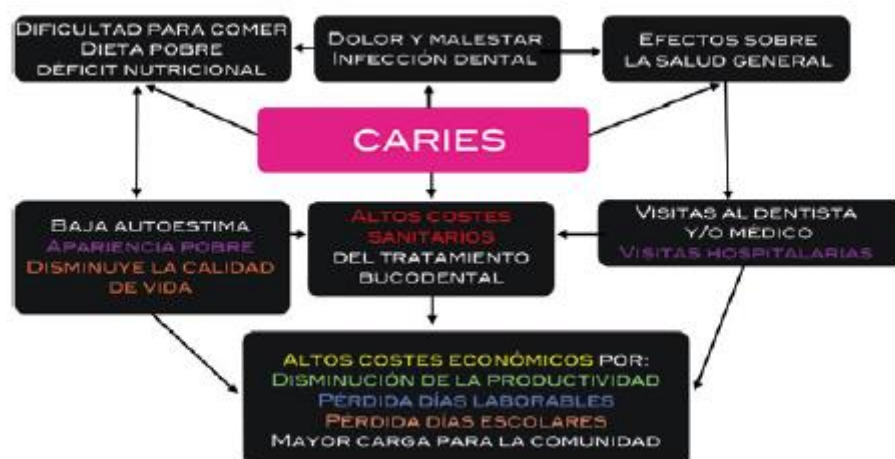 DIFICULTAD PARA COMER
DIETA POBRE
DÉFICIT NUTRICIONAL
DOLOR Y MALESTAR
INFECCIÓN DENTAL
EFECTOS SOBRE
LA SALUD GENERAL
CARIES
BAJA AUTOESTIMA
APARIENCIA POBRE
DISMINUYE LA CALIDAD
DE VIDA
ALTOS COSTES
SANITARIOS
DEL TRATAMIENTO
BUCODENTAL
VISITAS AL DENTISTA
Y/O MÉDICO
VISITAS HOSPITALARIAS
ALTOS COSTES ECONÓMICOS POR:
DISMINUCIÓN DE LA PRODUCTIVIDAD
PÉRDIDA DÍAS LABORABLES
PÉRDIDA DÍAS ESCOLARES
MAYOR CARGA PARA LA COMUNIDAD